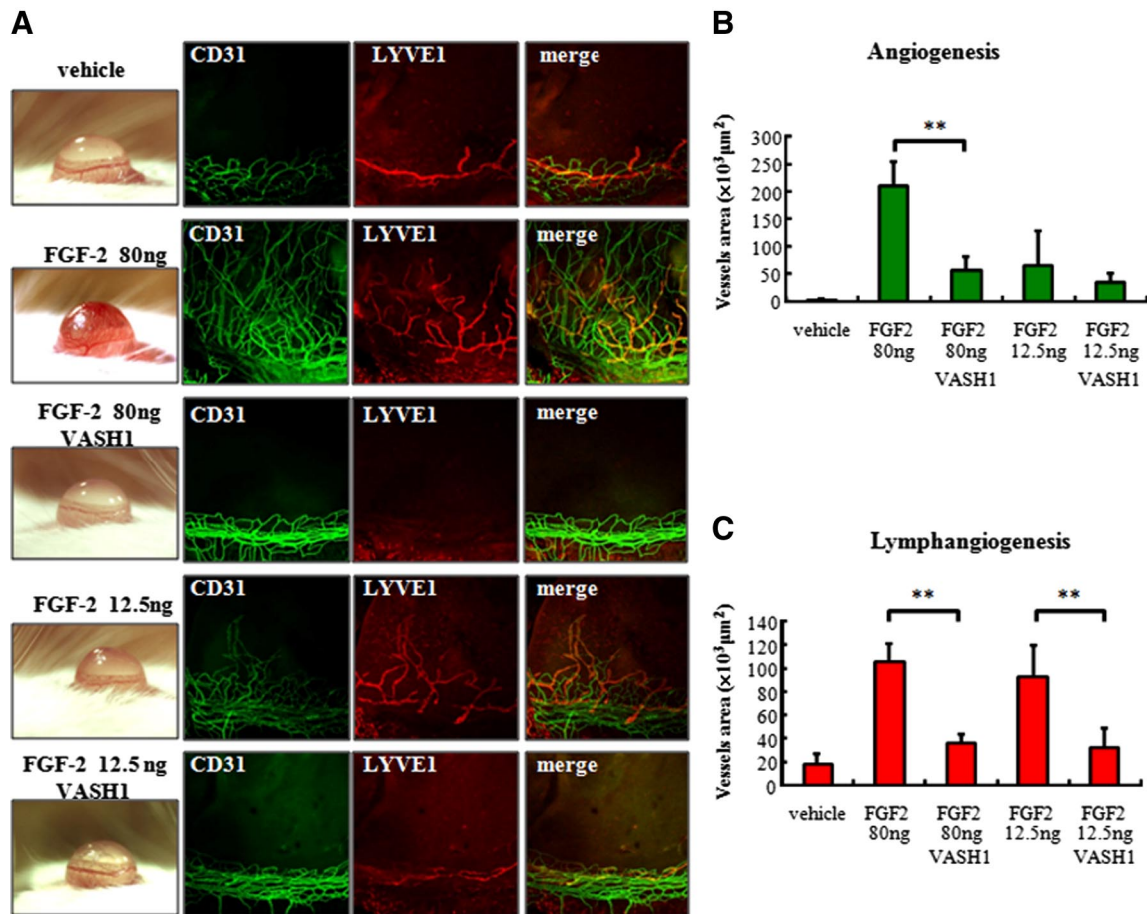 A
vehicle
CD31
LYVE1
merge
FGF-2 80ng
CD31
LYVE1
merge
FGF-2 80ng
VASH1
CD31
LYVE1
merge
FGF-2 12.5ng
CD31
LYVE1
merge
FGF-2 12.5ng
VASH1
CD31
LYVE1
merge
B
Angiogenesis
Vessels area (×10³μm²)
300
250
200
150
100
50
0
**
vehicle
FGF2
80ng
FGF2
80ng
VASH1
FGF2
12.5ng
FGF2
12.5ng
VASH1
C
Lymphangiogenesis
Vessels area (×10³μm²)
140
120
100
80
60
40
20
0
**
**
vehicle
FGF2
80ng
FGF2
80ng
VASH1
FGF2
12.5ng
FGF2
12.5ng
VASH1